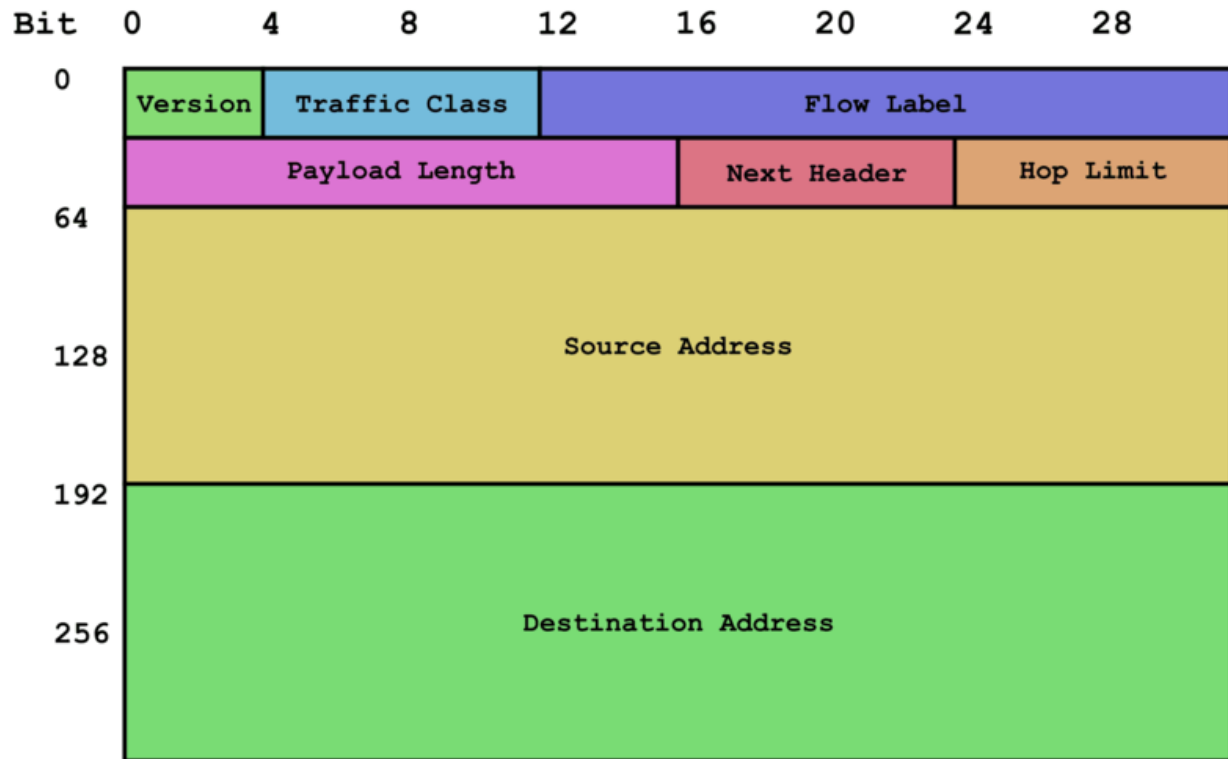 Bit 0 4 8 12 16 20 24 28
0 Version Traffic Class Flow Label
Payload Length Next Header Hop Limit
64
Source Address
128
192
Destination Address
256